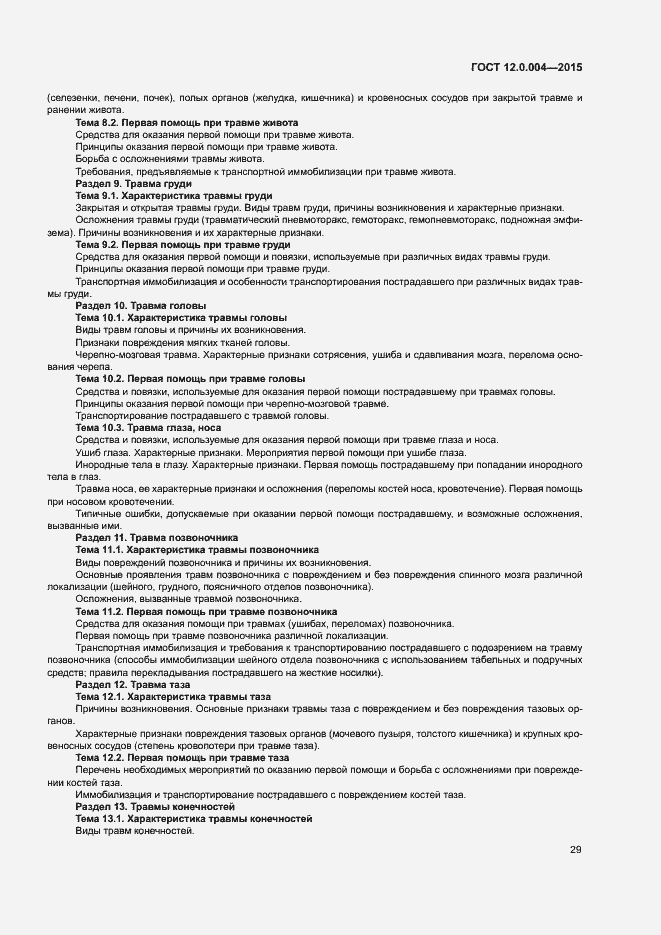 ГОСТ 12.0.004—2015
(селезенки, печени, почек), полых органов (желудка, кишечника) и кровеносных сосудов при закрытой травме и
ранении живота.
Тема 8.2. Первая помощь при травме живота
Средства для оказания первой помощи при травме живота.
Принципы оказания первой помощи при травме живота.
Борьба с осложнениями травмы живота.
Требования, предъявляемые к транспортной иммобилизации при травме живота.
Раздел 9. Травма груди
Тема 9.1. Характеристика травмы груди
Закрытая и открытая травмы груди. Виды травм груди, причины возникновения и характерные признаки.
Осложнения травмы груди (травматический пневмоторакс, гемоторакс, гемопневмоторакс, подножная эмфи-
зема). Причины возникновения и их характерные признаки.
Тема 9.2. Первая помощь при травме груди
Средства для оказания первой помощи и повязки, используемые при различных видах травмы груди.
Принципы оказания первой помощи при травме груди.
Транспортная иммобилизация и особенности транспортирования пострадавшего при различных видах трав-
мы груди.
Раздел 10. Травма головы
Тема 10.1. Характеристика травмы головы
Виды травм головы и причины их возникновения.
Признаки повреждения мягких тканей головы.
Черепно-мозговая травма. Характерные признаки сотрясения, ушиба и сдавливания мозга, перелома осно-
вания черепа.
Тема 10.2. Первая помощь при травме головы
Средства и повязки, используемые для оказания первой помощи пострадавшему при травмах головы.
Принципы оказания первой помощи при черепно-мозговой травме.
Транспортирование пострадавшего с травмой головы.
Тема 10.3. Травма глаза, носа
Средства и повязки, используемые для оказания первой помощи при травме глаза и носа.
Ушиб глаза. Характерные признаки. Мероприятия первой помощи при ушибе глаза.
Инородные тела в глазу. Характерные признаки. Первая помощь пострадавшему при попадании инородного
тела в глаз.
Травма носа, ее характерные признаки и осложнения (переломы костей носа, кровотечение). Первая помощь
при носовом кровотечении.
Типичные ошибки, допускаемые при оказании первой помощи пострадавшему, и возможные осложнения,
вызванные ими.
Раздел 11. Травма позвоночника
Тема 11.1. Характеристика травмы позвоночника
Виды повреждений позвоночника и причины их возникновения.
Основные проявления травм позвоночника с повреждением и без повреждения спинного мозга различной
локализации (шейного, грудного, поясничного отделов позвоночника).
Осложнения, вызванные травмой позвоночника.
Тема 11.2. Первая помощь при травме позвоночника
Средства для оказания помощи при травмах (ушибах, переломах) позвоночника.
Первая помощь при травме позвоночника различной локализации.
Транспортная иммобилизация и требования к транспортированию пострадавшего с подозрением на травму
позвоночника (способы иммобилизации шейного отдела позвоночника с использованием табельных и подручных
средств; правила перекладывания пострадавшего на жесткие носилки).
Раздел 12. Травма таза
Тема 12.1. Характеристика травмы таза
Причины возникновения. Основные признаки травмы таза с повреждением и без повреждения тазовых ор-
ганов.
Характерные признаки повреждения тазовых органов (мочевого пузыря, толстого кишечника) и крупных кро-
веносных сосудов (степень кровопотери при травме таза).
Тема 12.2. Первая помощь при травме таза
Перечень необходимых мероприятий по оказанию первой помощи и борьба с осложнениями при поврежде-
нии костей таза.
Иммобилизация и транспортирование пострадавшего с повреждением костей таза.
Раздел 13. Травмы конечностей
Тема 13.1. Характеристика травмы конечностей
Виды травм конечностей.
29